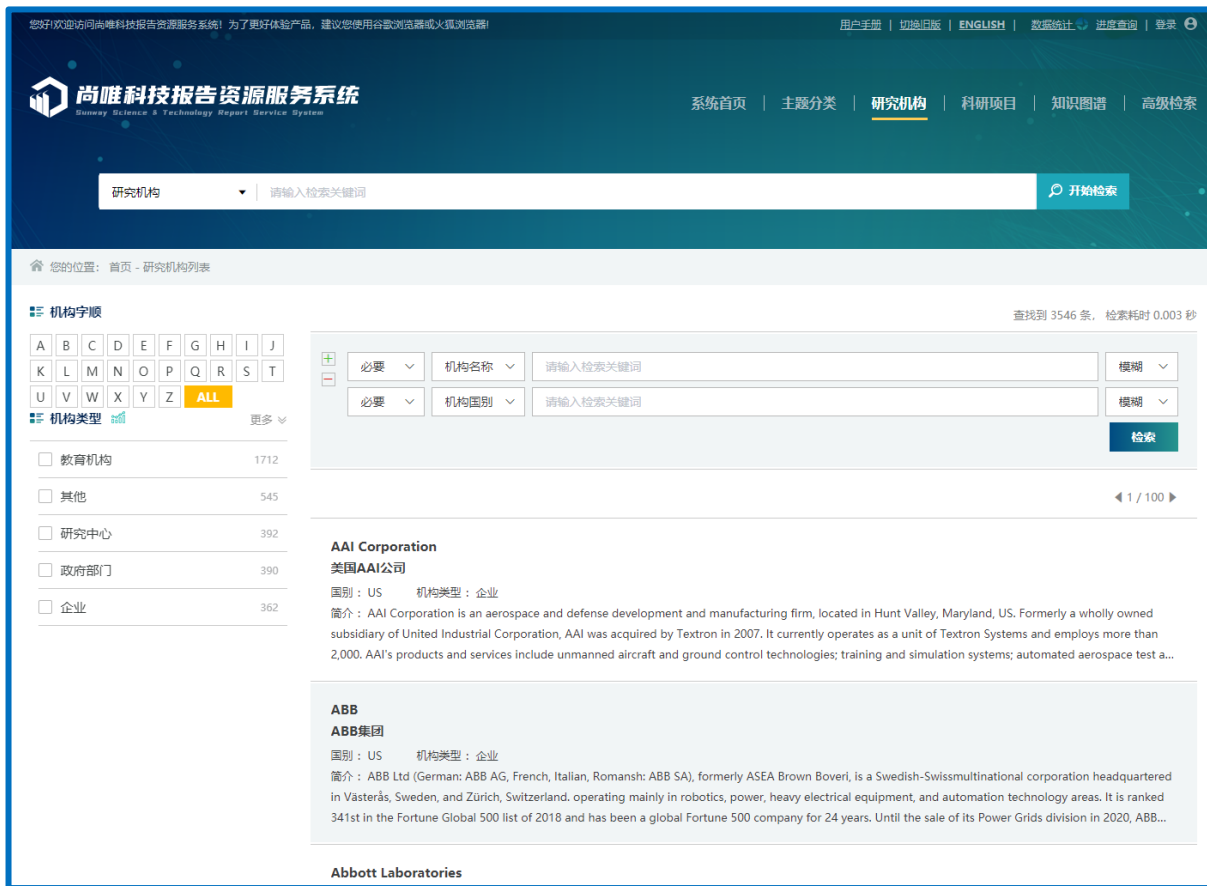 您好!欢迎访问尚唯科技报告资源服务系统! 为了更好体验产品, 建议您使用谷歌浏览器或火狐浏览器!
用户手册 | 切换旧版 | ENGLISH | 数据统计 进度查询 | 登录
尚唯科技报告资源服务系统
Sunway Science & Technology Report Service System
系统首页 | 主题分类 | 研究机构 | 科研项目 | 知识图谱 | 高级检索
研究机构 请输入检索关键词 开始检索
您的位置: 首页 - 研究机构列表
机构字顺
A B C D E F G H I J
K L M N O P Q R S T
U V W X Y Z ALL
机构类型 更多
教育机构 1712
其他 545
研究中心 392
政府部门 390
企业 362
查找到 3546 条, 检索耗时 0.003 秒
必要 机构名称 请输入检索关键词 模糊
必要 机构国别 请输入检索关键词 模糊
检索
1 / 100
AAI Corporation
美国AAI公司
国别 : US 机构类型 : 企业
简介 : AAI Corporation is an aerospace and defense development and manufacturing firm, located in Hunt Valley, Maryland, US. Formerly a wholly owned
subsidiary of United Industrial Corporation, AAI was acquired by Textron in 2007. It currently operates as a unit of Textron Systems and employs more than
2,000. AAI's products and services include unmanned aircraft and ground control technologies; training and simulation systems; automated aerospace test a...
ABB
ABB集团
国别 : US 机构类型 : 企业
简介 : ABB Ltd (German: ABB AG, French, Italian, Romansh: ABB SA), formerly ASEA Brown Boveri, is a Swedish-Swissmultinational corporation headquartered
in Västerås, Sweden, and Zürich, Switzerland. operating mainly in robotics, power, heavy electrical equipment, and automation technology areas. It is ranked
341st in the Fortune Global 500 list of 2018 and has been a global Fortune 500 company for 24 years. Until the sale of its Power Grids division in 2020, ABB...
Abbott Laboratories